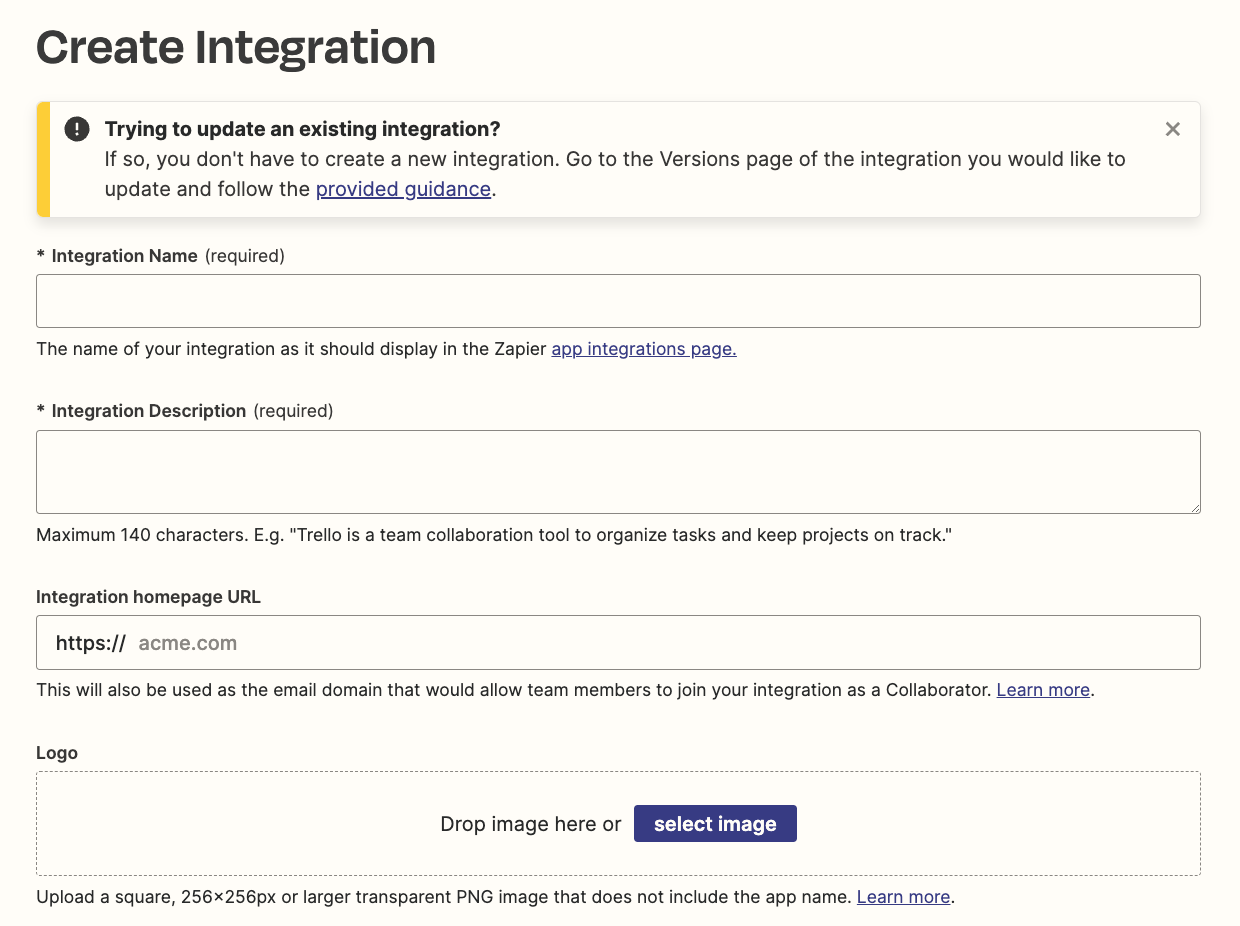 Create Integration
Trying to update an existing integration?
If so, you don't have to create a new integration. Go to the Versions page of the integration you would like to
update and follow the provided guidance.
* Integration Name (required)
The name of your integration as it should display in the Zapier app integrations page.
* Integration Description (required)
Maximum 140 characters. E.g. "Trello is a team collaboration tool to organize tasks and keep projects on track."
Integration homepage URL
https:// acme.com
This will also be used as the email domain that would allow team members to join your integration as a Collaborator. Learn more.
Logo
Drop image here or select image
Upload a square, 256×256px or larger transparent PNG image that does not include the app name. Learn more.